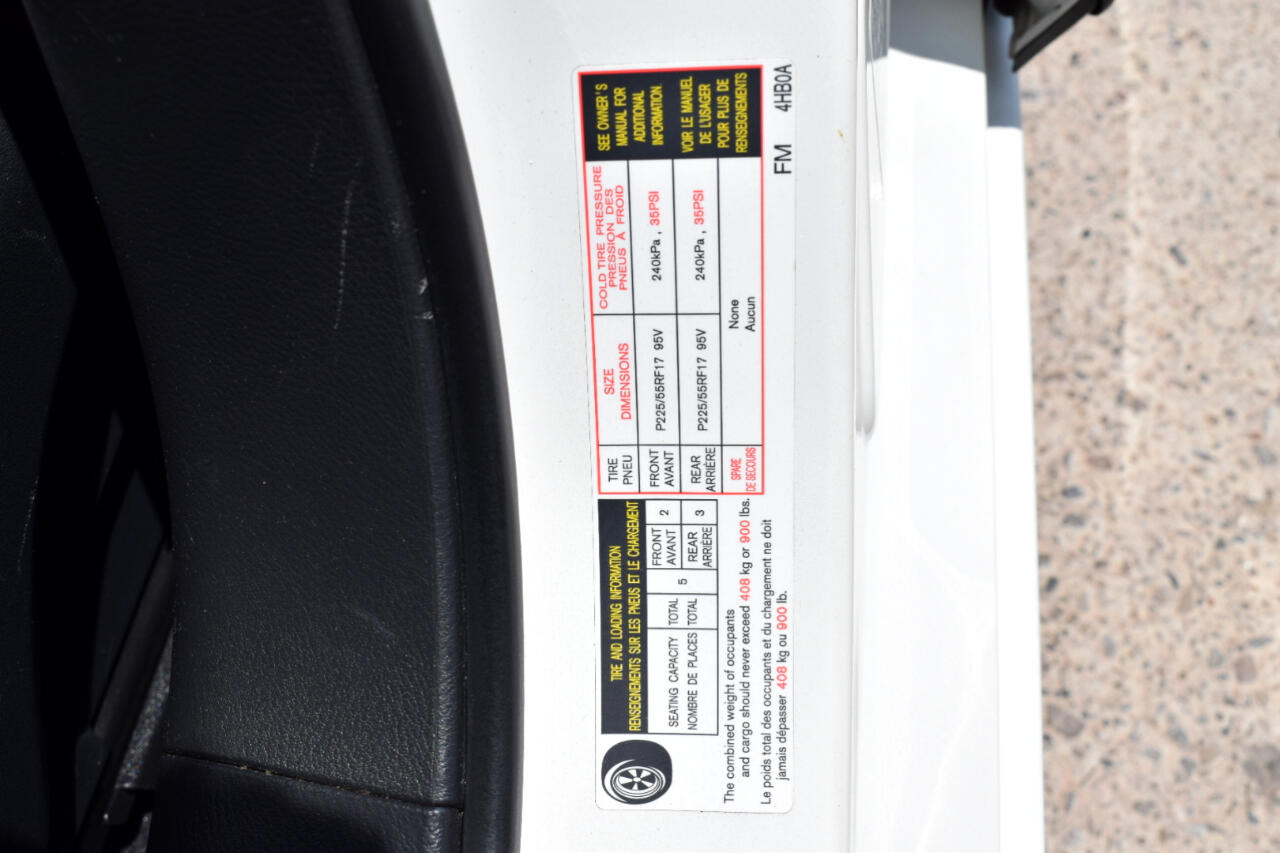 TIRE AND LOADING INFORMATION
RENSEIGNEMENTS SUR LES PNEUS ET LE CHARGEMENT
SEATING CAPACITY TOTAL 5 FRONT 2
AVANT
NOMBRE DE PLACES TOTAL REAR 3
ARRIÈRE
The combined weight of occupants
and cargo should never exceed 408 kg or 900 lbs.
Le poids total des occupants et du chargement ne doit
jamais dépasser 408 kg ou 900 lb.
TIRE
PNEU
SIZE
DIMENSIONS
COLD TIRE PRESSURE
PRESSION DES
PNEUS À FROID
FRONT
AVANT
P225/55RF17 95V
240kPa , 35PSI
REAR
ARRIÈRE
P225/55RF17 95V
240kPa , 35PSI
SPARE
DE SECOURS
None
Aucun
SEE OWNER'S
MANUAL FOR
ADDITIONAL
INFORMATION
VOIR LE MANUEL
DE L'USAGER
POUR PLUS DE
RENSEIGNEMENTS
FM 4HB0A